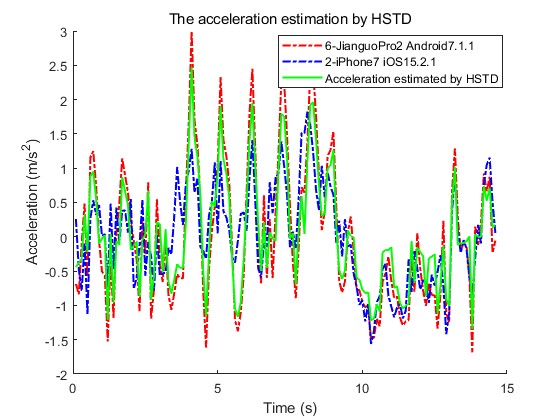 The acceleration estimation by HSTD
6-JianguoPro2 Android7.1.1
2-iPhone7 iOS15.2.1
Acceleration estimated by HSTD
Acceleration (m/s²)
3
2.5
2
1.5
1
0.5
0
-0.5
-1
-1.5
-2
0
5
10
15
Time (s)